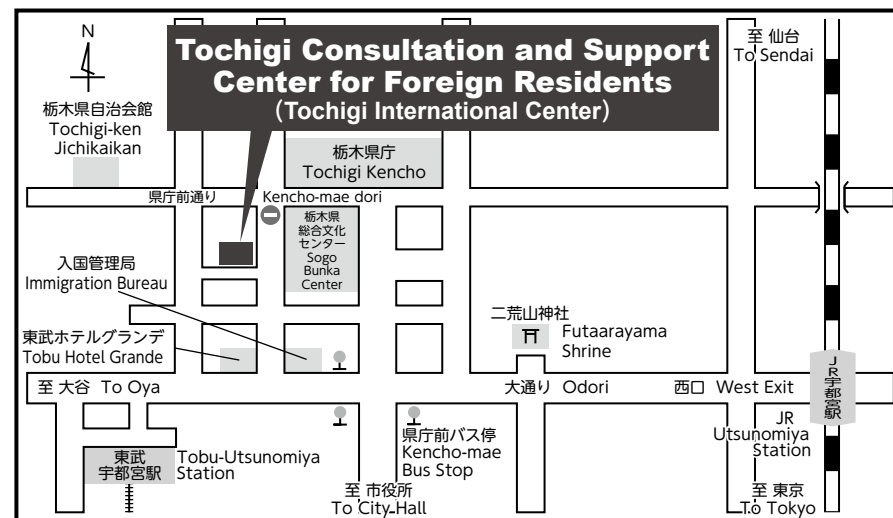 N
Tochigi Consultation and Support
Center for Foreign Residents
(Tochigi International Center)
至 仙台
To Sendai
栃木県自治会館
Tochigi-ken
Jichikaikan
栃木県庁
Tochigi Kencho
県庁前通り Kencho-mae dori
栃木県
総合文化
センター
Sogo
Bunka
Center
入国管理局
Immigration Bureau
東武ホテルグランデ
Tobu Hotel Grande
二荒山神社
Futaarayama
Shrine
至 大谷 To Oya
大通り Odori
西口 West Exit
JR宇都宮駅
JR
Utsunomiya
Station
県庁前バス停
Kencho-mae
Bus Stop
東武
宇都宮駅
Tobu-Utsunomiya
Station
至 市役所
To City Hall
至 東京
To Tokyo